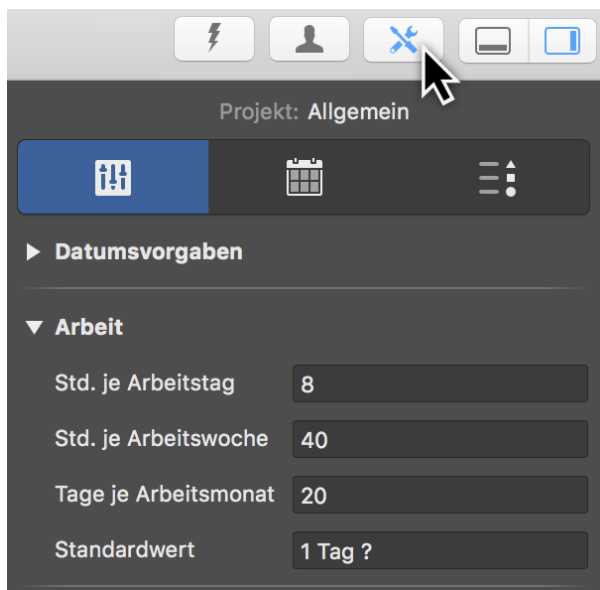 Projekt: Allgemein
Datumsvorgaben
Arbeit
Std. je Arbeitstag 8
Std. je Arbeitswoche 40
Tage je Arbeitsmonat 20
Standardwert 1 Tag ?